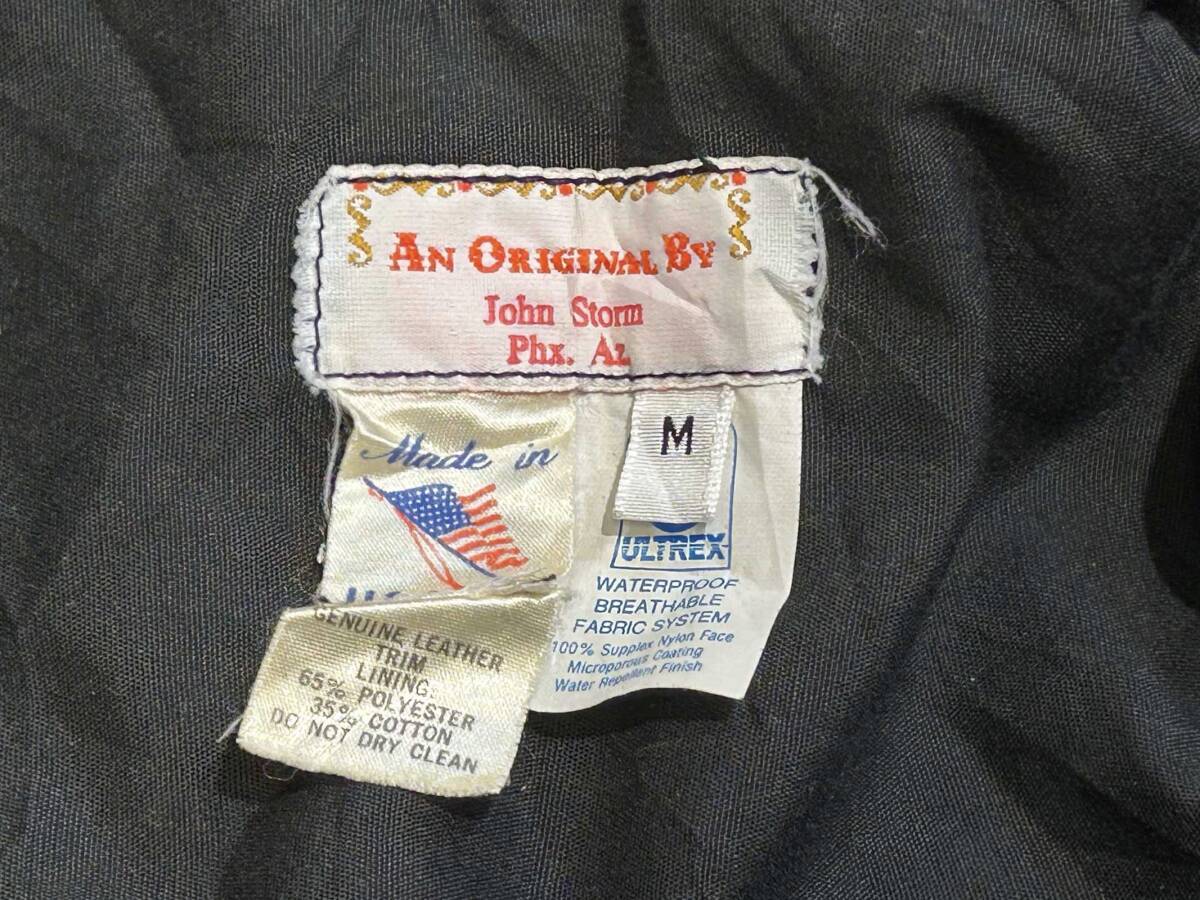 AN ORIGINAL BY
John Storm
Phx. Az.
M
Made in
ULTREX
WATERPROOF
BREATHABLE
FABRIC SYSTEM
100% Supplex Nylon Face
Microporous Coating
Water Repellent Finish
GENUINE LEATHER
TRIM
LINING:
65% POLYESTER
35% COTTON
DO NOT DRY CLEAN